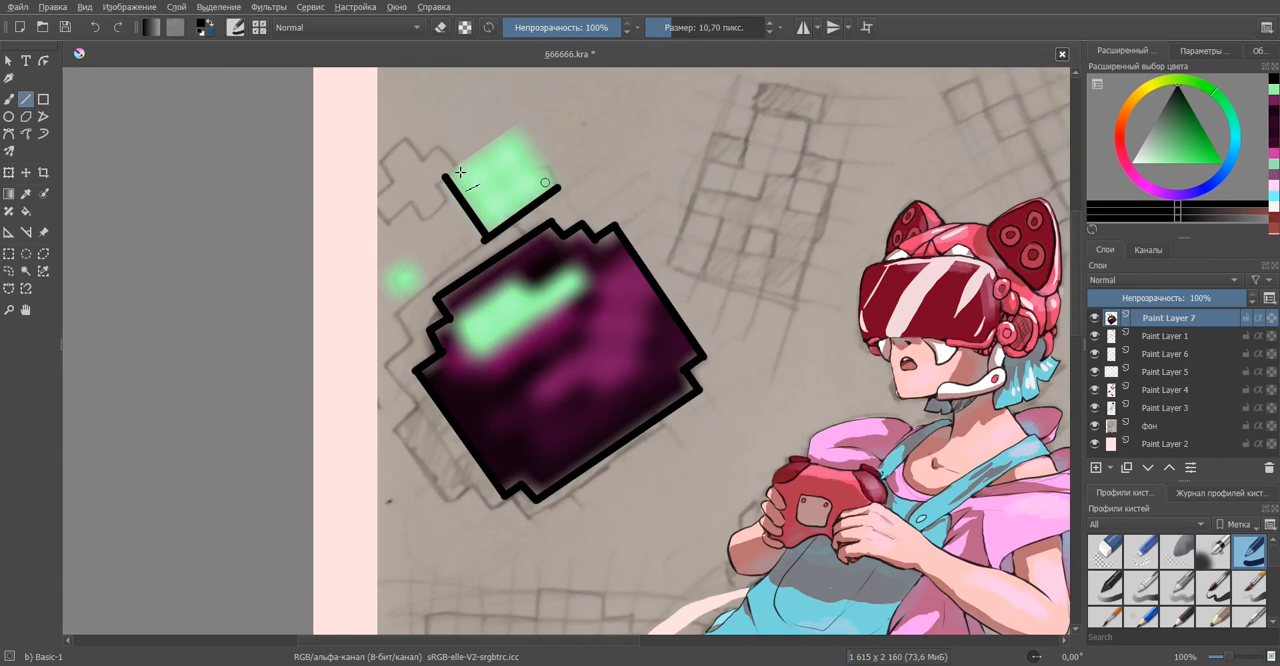 Файл Правка Вид Изображение Слой Выделение Фильтры Сервис Настройка Окно Справка
Normal Непрозрачность: 100% Размер: 10,70 пикс.
666666.kra *
Расширенный ... Параметры ... Об...
Расширенный выбор цвета
Слои Каналы
Слои
Normal
Непрозрачность: 100%
Paint Layer 7
Paint Layer 1
Paint Layer 6
Paint Layer 5
Paint Layer 4
Paint Layer 3
фон
Paint Layer 2
Профили кист... Журнал профилей кист...
Профили кистей
All Метка
Search
b) Basic-1 RGB/альфа-канал (8-бит/канал) sRGB-elle-V2-srgbtrc.icc 1 615 x 2 160 (73,6 МиБ) 0,00° 100%